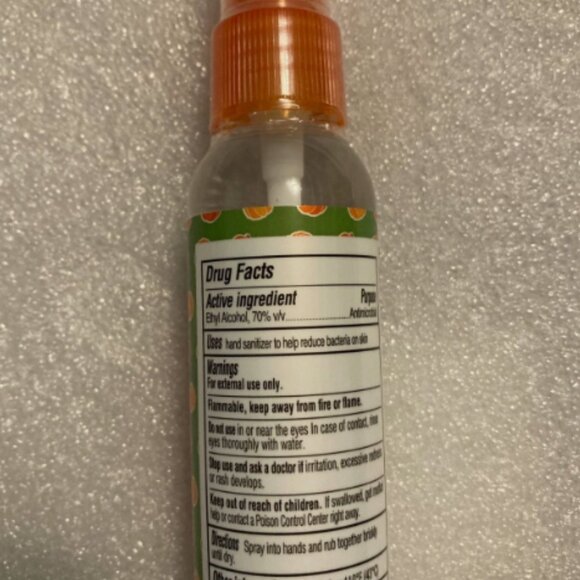 Drug Facts
Active ingredient Purpose
Ethyl Alcohol, 70% v/v Antimicrobial
Uses hand sanitizer to help reduce bacteria on skin
Warnings
For external use only.
Flammable, keep away from fire or flame.
Do not use in or near the eyes In case of contact, rinse
eyes thoroughly with water.
Stop use and ask a doctor if irritation, excessive redness
or rash develops.
Keep out of reach of children. If swallowed, get medical
help or contact a Poison Control Center right away.
Directions Spray into hands and rub together briskly
until dry.
Other 110°F (43°C)